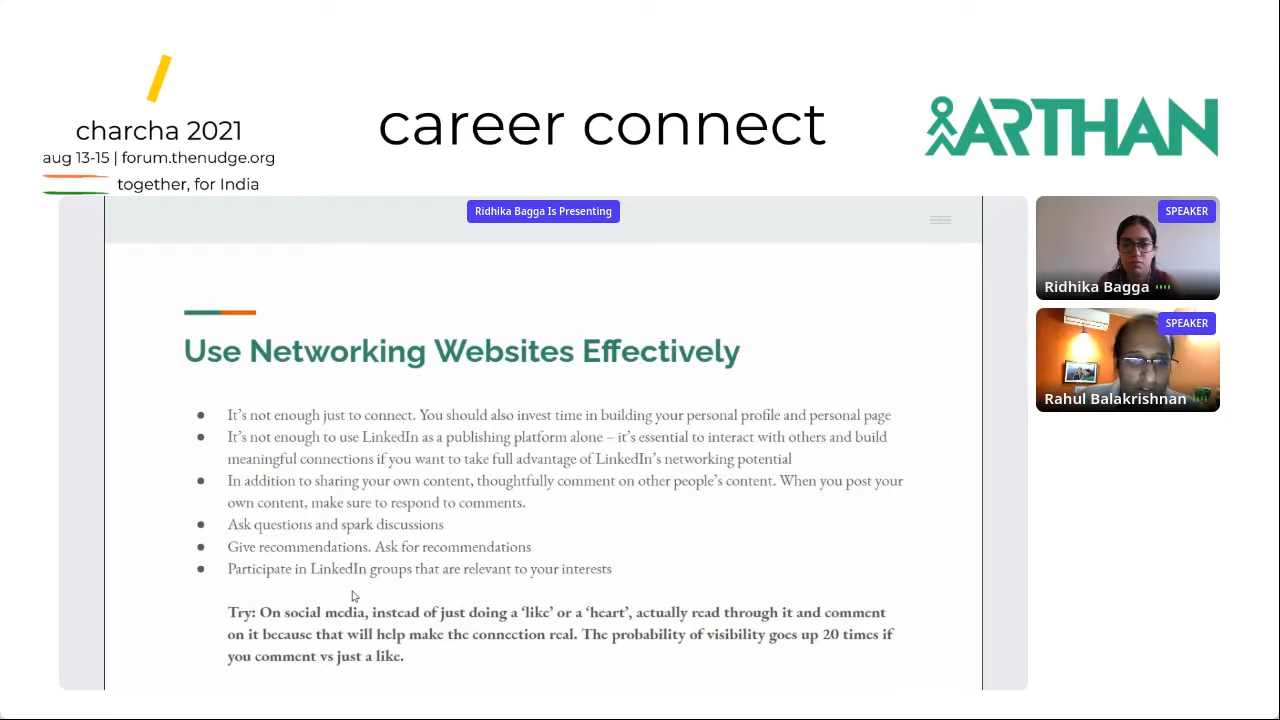 charcha 2021
aug 13-15 | forum.thenudge.org
together, for India
career connect
ARTHAN
Ridhika Bagga Is Presenting
Use Networking Websites Effectively
● It’s not enough just to connect. You should also invest time in building your personal profile and personal page
● It’s not enough to use LinkedIn as a publishing platform alone – it’s essential to interact with others and build
meaningful connections if you want to take full advantage of LinkedIn’s networking potential
● In addition to sharing your own content, thoughtfully comment on other people’s content. When you post your
own content, make sure to respond to comments.
● Ask questions and spark discussions
● Give recommendations. Ask for recommendations
● Participate in LinkedIn groups that are relevant to your interests
Try: On social media, instead of just doing a ‘like’ or a ‘heart’, actually read through it and comment
on it because that will help make the connection real. The probability of visibility goes up 20 times if
you comment vs just a like.
SPEAKER
Ridhika Bagga
SPEAKER
Rahul Balakrishnan